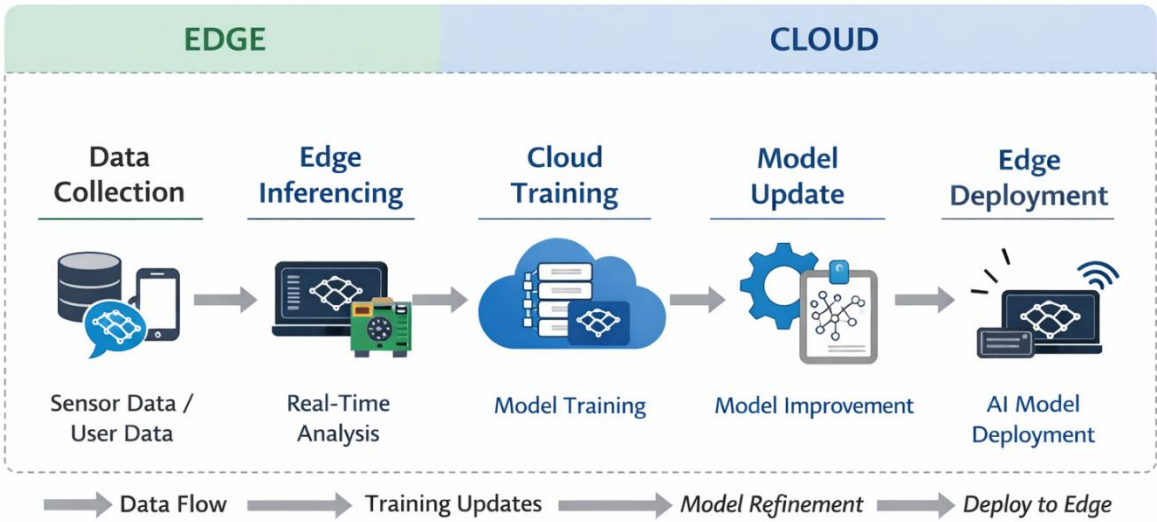 EDGE
CLOUD
Data
Collection
Edge
Inferencing
Cloud
Training
Model
Update
Edge
Deployment
Sensor Data /
User Data
Real-Time
Analysis
Model Training
Model Improvement
AI Model
Deployment
Data Flow
Training Updates
Model Refinement
Deploy to Edge